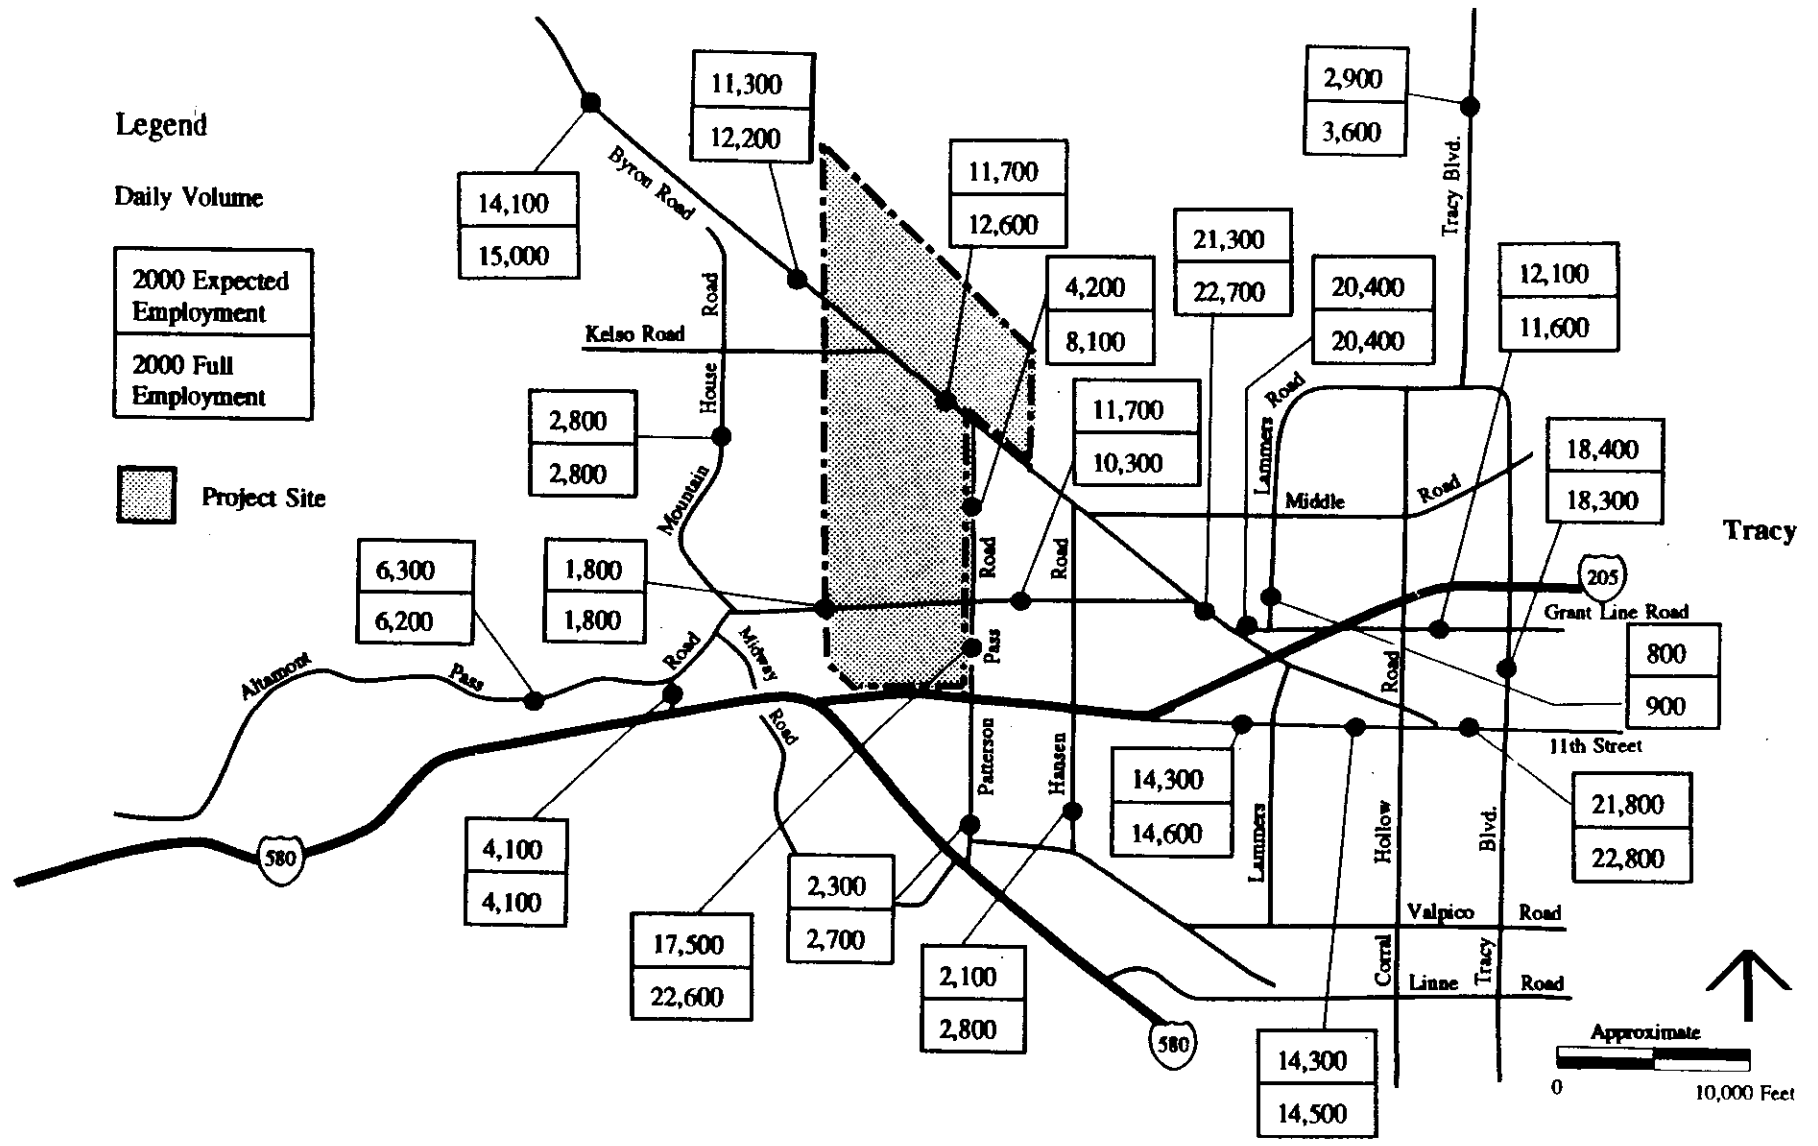 Legend
Daily Volume
2000 Expected
Employment
2000 Full
Employment
Project Site
14,100
15,000
11,300
12,200
11,700
12,600
2,900
3,600
21,300
22,700
4,200
8,100
20,400
20,400
12,100
11,600
2,800
2,800
11,700
10,300
18,400
18,300
6,300
6,200
1,800
1,800
800
900
4,100
4,100
17,500
22,600
2,300
2,700
2,100
2,800
14,300
14,600
21,800
22,800
14,300
14,500
Byron Road
Kelso Road
Mountain House Road
Altamont Pass Road
Midway Road
Patterson Pass Road
Hansen Road
Lammers Road
Middle Road
Tracy Blvd.
Tracy
205
Grant Line Road
11th Street
Lammers
Corral Hollow Road
Tracy Blvd.
Valpico Road
Linne Road
580
580
Approximate
0
10,000 Feet